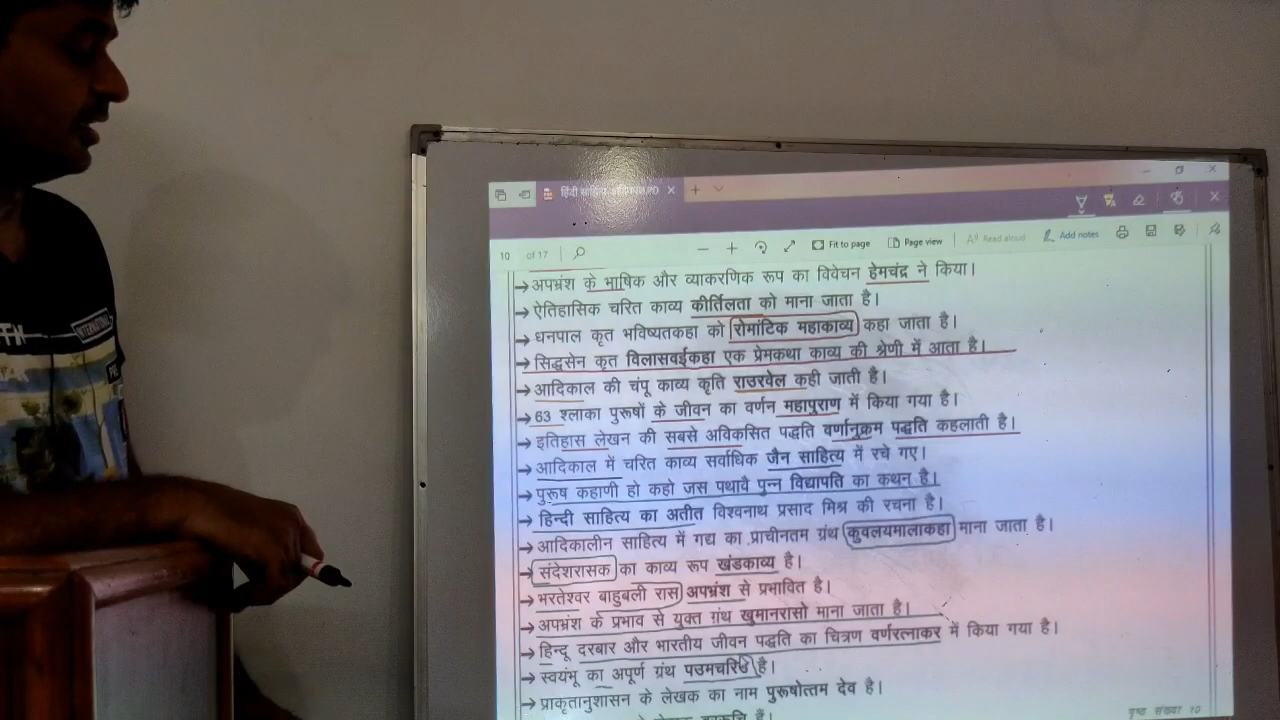 हिंदी साहित्य
10 of 17 Fit to page Page view Read aloud Add notes
→ अपभ्रंश के भाषिक और व्याकरणिक रूप का विवेचन हेमचंद्र ने किया।
→ ऐतिहासिक चरित काव्य कीर्तिलता को माना जाता है।
→ धनपाल कृत भविष्यतकहा को रोमांटिक महाकाव्य कहा जाता है।
→ सिद्धसेन कृत विलासवईकहा एक प्रेमकथा काव्य की श्रेणी में आता है।
→ आदिकाल की चंपू काव्य कृति राउरवेल कही जाती है।
→ 63 श्लाका पुरूषों के जीवन का वर्णन महापुराण में किया गया है।
→ इतिहास लेखन की सबसे अविकसित पद्धति वर्णानुक्रम पद्धति कहलाती है।
→ आदिकाल में चरित काव्य सर्वाधिक जैन साहित्य में रचे गए।
→ पुरूष कहाणी हो कहो जस पथावै पुन्न विद्यापति का कथन है।
→ हिन्दी साहित्य का अतीत विश्वनाथ प्रसाद मिश्र की रचना है।
→ आदिकालीन साहित्य में गद्य का प्राचीनतम ग्रंथ कुवलयमालाकहा माना जाता है।
→ संदेशरासक का काव्य रूप खंडकाव्य है।
→ भरतेश्वर बाहुबली रास अपभ्रंश से प्रभावित है।
→ अपभ्रंश के प्रभाव से युक्त ग्रंथ खुमानरासो माना जाता है।
→ हिन्दू दरबार और भारतीय जीवन पद्धति का चित्रण वर्णरत्नाकर में किया गया है।
→ स्वयंभू का अपूर्ण ग्रंथ पउमचरिउ है।
→ प्राकृतानुशासन के लेखक का नाम पुरूषोत्तम देव है।
पृष्ठ संख्या 10
INTERNATIONAL